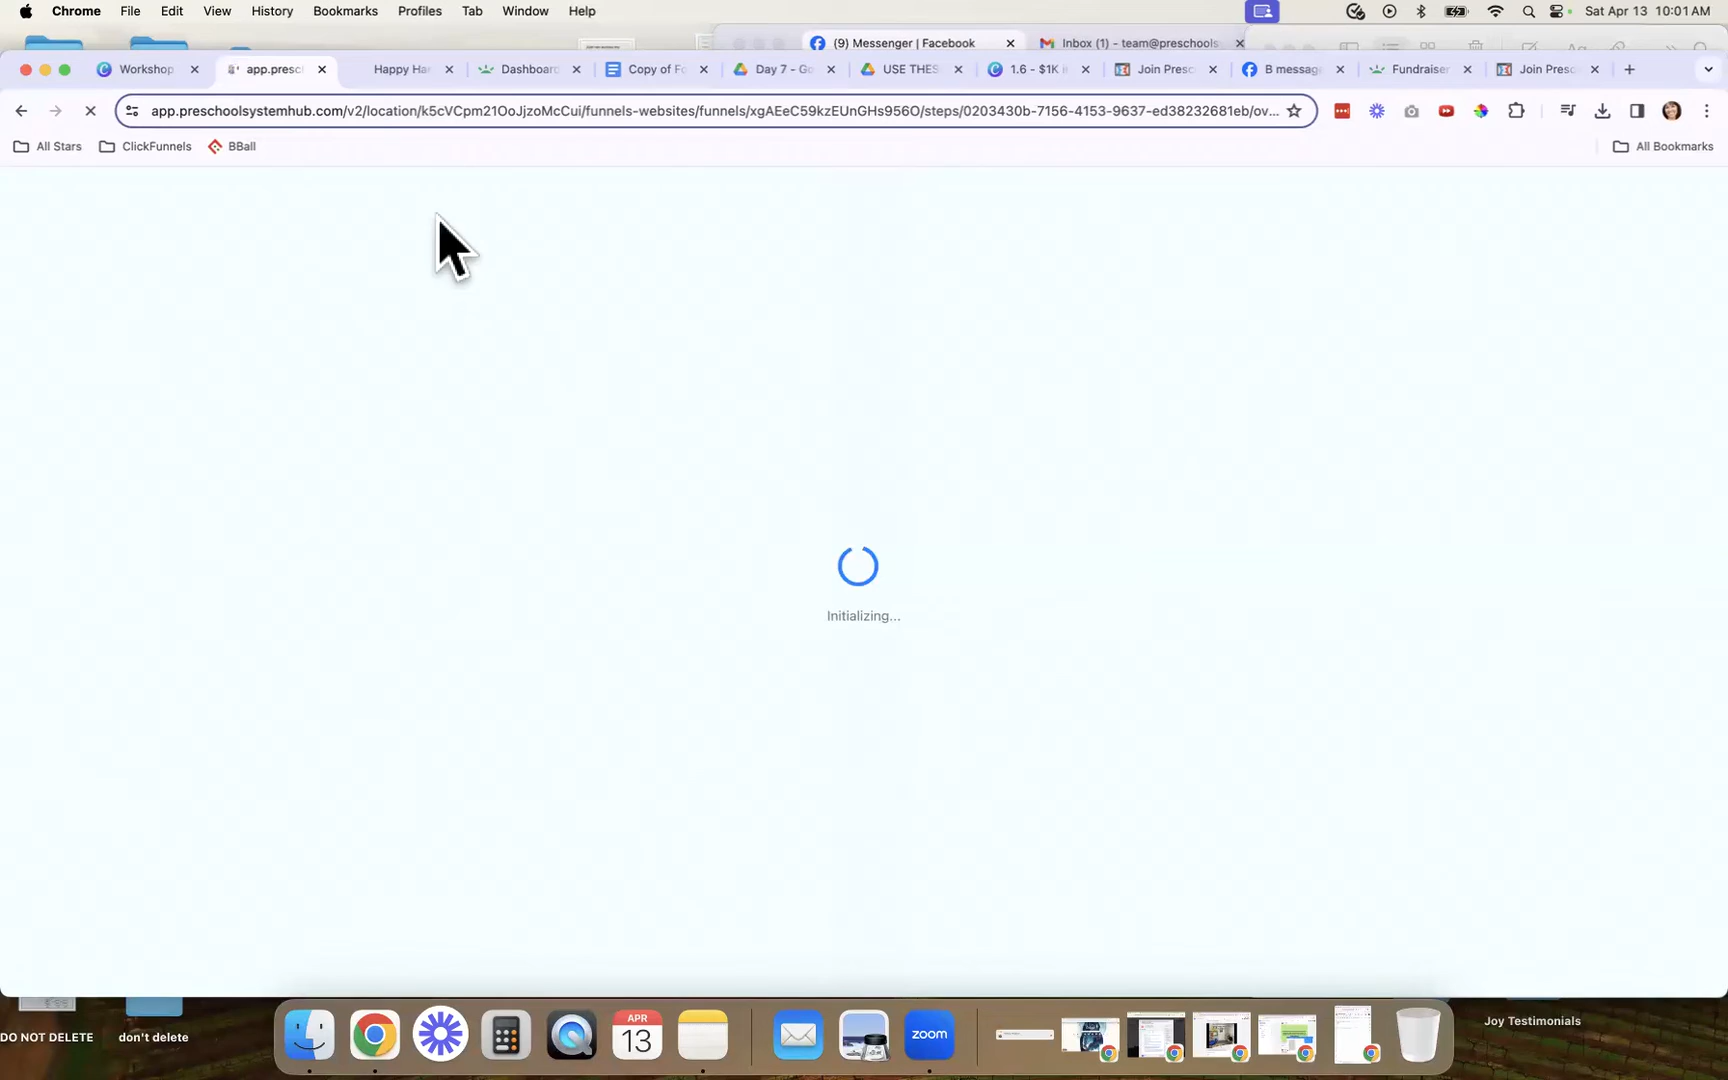 Chrome File Edit View History Bookmarks Profiles Tab Window Help Sat Apr 13 10:01 AM
(9) Messenger | Facebook Inbox (1) - team@preschools
Workshop app.presc Happy Har Dashboard Copy of Fo Day 7 - Go USE THES 1.6 - $1K i Join Presc B messag Fundraiser Join Presc
app.preschoolsystemhub.com/v2/location/k5cVCpm21OoJjzoMcCui/funnels-websites/funnels/xgAEeC59kzEUnGHs956O/steps/0203430b-7156-4153-9637-ed38232681eb/ov...
All Stars ClickFunnels BBall All Bookmarks
Initializing...
DO NOT DELETE don't delete Joy Testimonials
APR
13
zoom